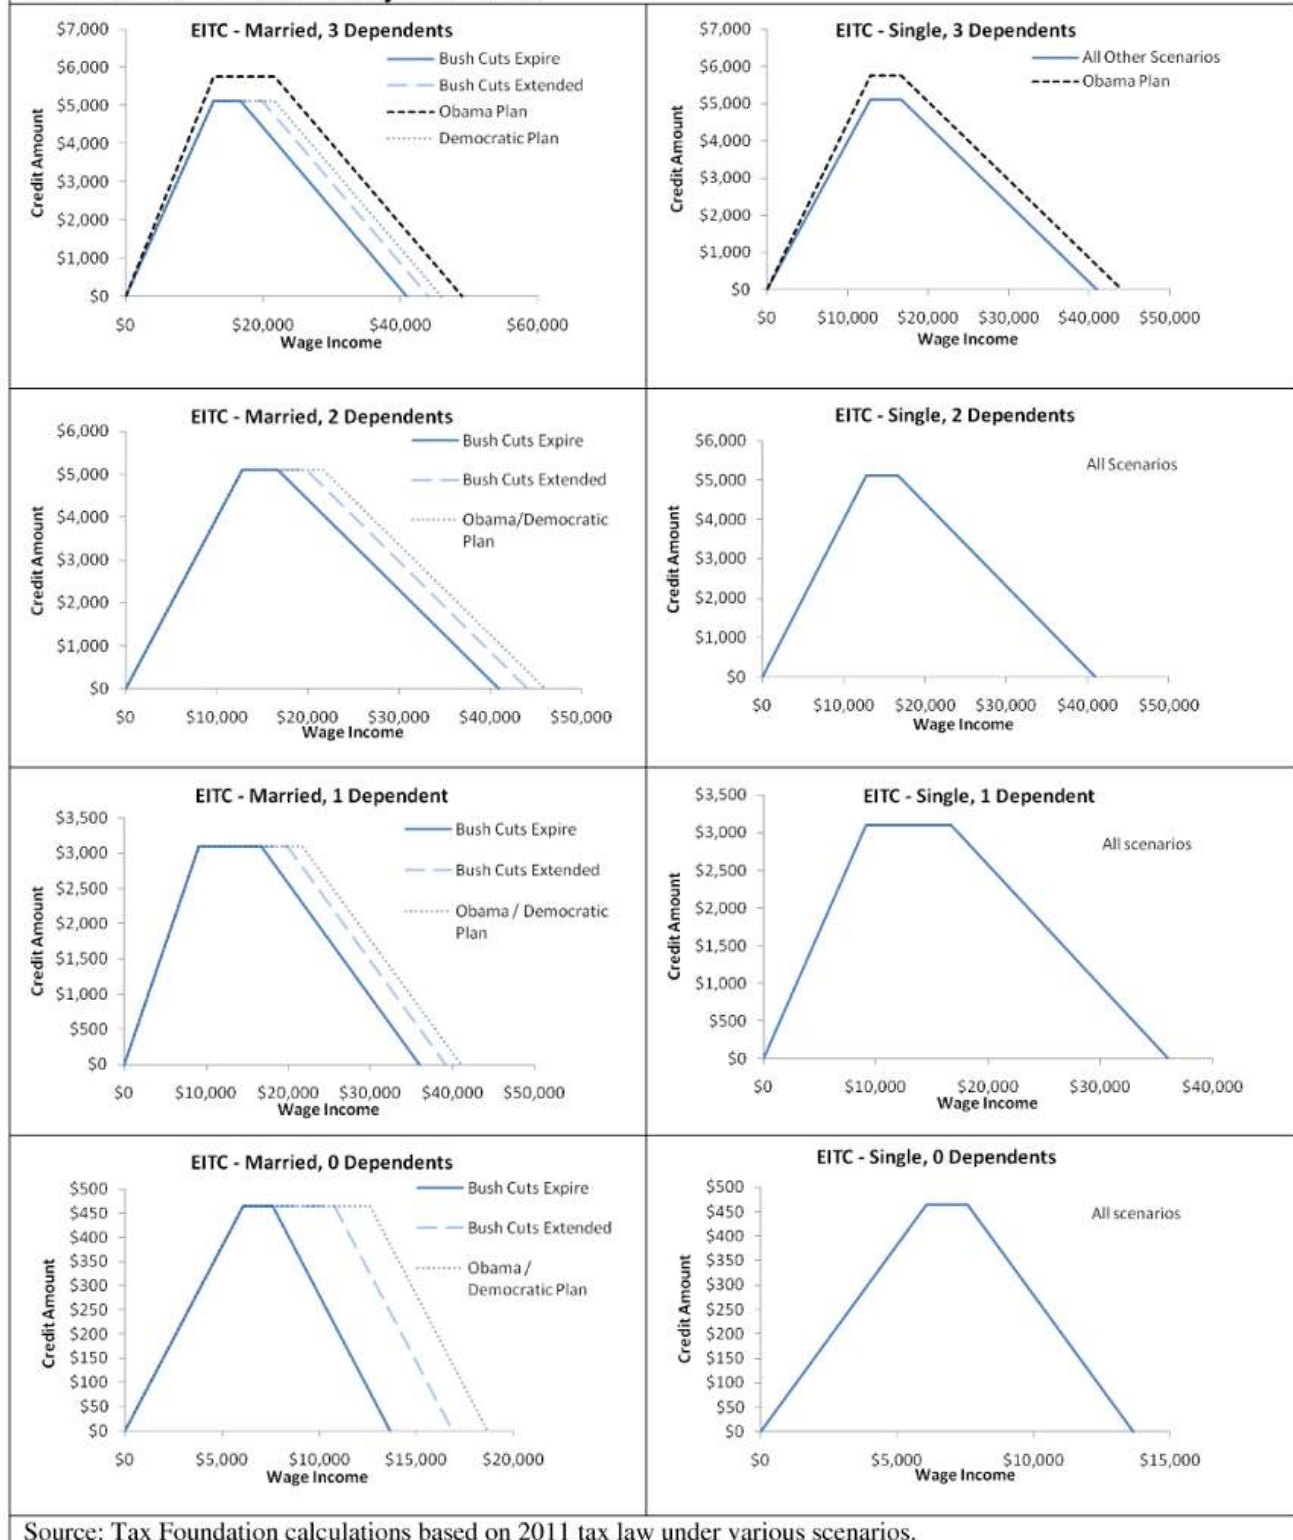 EITC - Married, 3 Dependents
$7,000
$6,000
$5,000
$4,000
$3,000
$2,000
$1,000
$0
Credit Amount
Bush Cuts Expire
Bush Cuts Extended
Obama Plan
Democratic Plan
$0 $20,000 $40,000 $60,000
Wage Income
EITC - Single, 3 Dependents
$7,000
$6,000
$5,000
$4,000
$3,000
$2,000
$1,000
$0
Credit Amount
All Other Scenarios
Obama Plan
$0 $10,000 $20,000 $30,000 $40,000 $50,000
Wage Income
EITC - Married, 2 Dependents
$6,000
$5,000
$4,000
$3,000
$2,000
$1,000
$0
Credit Amount
Bush Cuts Expire
Bush Cuts Extended
Obama/Democratic
Plan
$0 $10,000 $20,000 $30,000 $40,000 $50,000
Wage Income
EITC - Single, 2 Dependents
$6,000
$5,000
$4,000
$3,000
$2,000
$1,000
$0
Credit Amount
All Scenarios
$0 $10,000 $20,000 $30,000 $40,000 $50,000
Wage Income
EITC - Married, 1 Dependent
$3,500
$3,000
$2,500
$2,000
$1,500
$1,000
$500
$0
Credit Amount
Bush Cuts Expire
Bush Cuts Extended
Obama / Democratic
Plan
$0 $10,000 $20,000 $30,000 $40,000 $50,000
Wage Income
EITC - Single, 1 Dependent
$3,500
$3,000
$2,500
$2,000
$1,500
$1,000
$500
$0
Credit Amount
All scenarios
$0 $10,000 $20,000 $30,000 $40,000
Wage Income
EITC - Married, 0 Dependents
$500
$450
$400
$350
$300
$250
$200
$150
$100
$50
$0
Credit Amount
Bush Cuts Expire
Bush Cuts Extended
Obama /
Democratic Plan
$0 $5,000 $10,000 $15,000 $20,000
Wage Income
EITC - Single, 0 Dependents
$500
$450
$400
$350
$300
$250
$200
$150
$100
$50
$0
Credit Amount
All scenarios
$0 $5,000 $10,000 $15,000
Wage Income
Source: Tax Foundation calculations based on 2011 tax law under various scenarios.